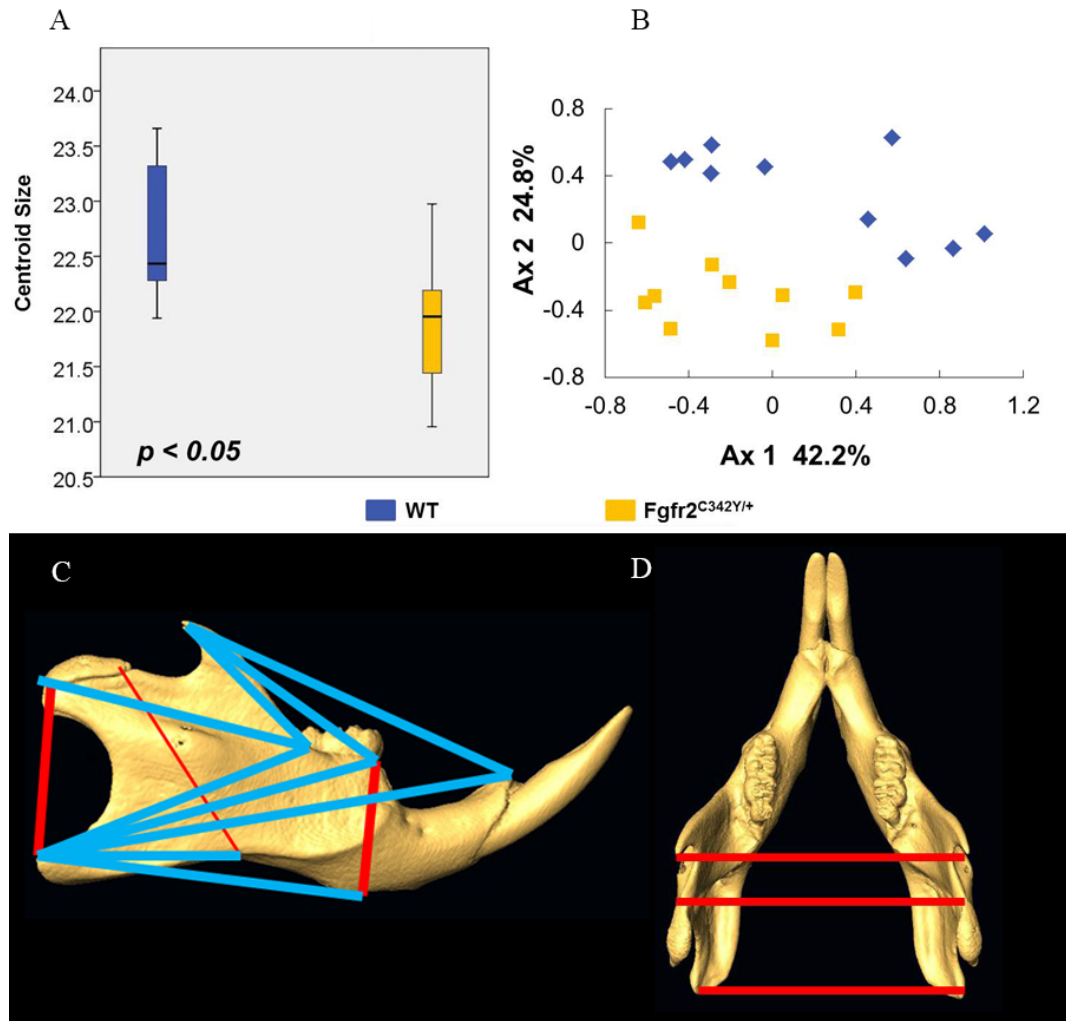 A
B
24.0
23.5
23.0
22.5
22.0
21.5
21.0
20.5
Centroid Size
p < 0.05
0.8
0.4
0
-0.4
-0.8
Ax 2 24.8%
-0.8 -0.4 0 0.4 0.8 1.2
Ax 1 42.2%
WT
Fgfr2C342Y/+
C
D